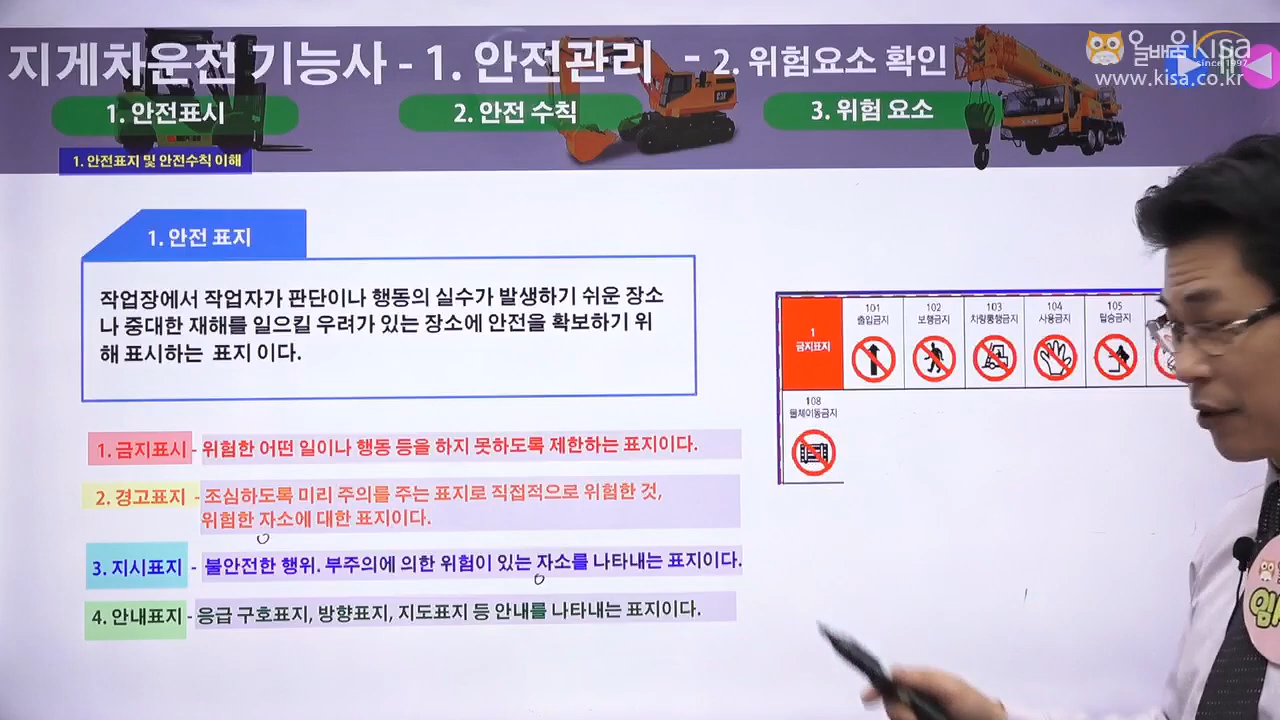 지게차운전 기능사 - 1. 안전관리 - 2. 위험요소 확인
올배움kisa
since 1997
www.kisa.co.kr
1. 안전표시
2. 안전 수칙
3. 위험 요소
1. 안전표지 및 안전수칙 이해
1. 안전 표지
작업장에서 작업자가 판단이나 행동의 실수가 발생하기 쉬운 장소
나 중대한 재해를 일으킬 우려가 있는 장소에 안전을 확보하기 위
해 표시하는 표지 이다.
1. 금지표시 - 위험한 어떤 일이나 행동 등을 하지 못하도록 제한하는 표지이다.
2. 경고표지 - 조심하도록 미리 주의를 주는 표지로 직접적으로 위험한 것,
위험한 자소에 대한 표지이다.
3. 지시표지 - 불안전한 행위. 부주의에 의한 위험이 있는 자소를 나타내는 표지이다.
4. 안내표지 - 응급 구호표지, 방향표지, 지도표지 등 안내를 나타내는 표지이다.
1
금지표지
101
출입금지
102
보행금지
103
차량통행금지
104
사용금지
105
탑승금지
108
물체이동금지